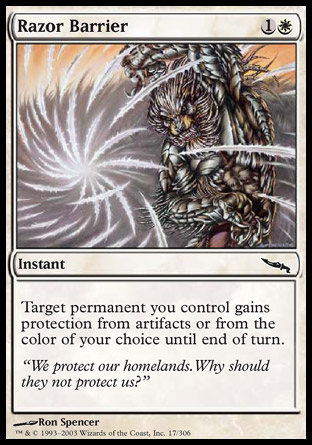 Razor Barrier 1
Instant
Target permanent you control gains
protection from artifacts or from the
color of your choice until end of turn.
“We protect our homelands.Why should
they not protect us?”
Ron Spencer
™ & © 1993–2003 Wizards of the Coast, Inc. 17/306